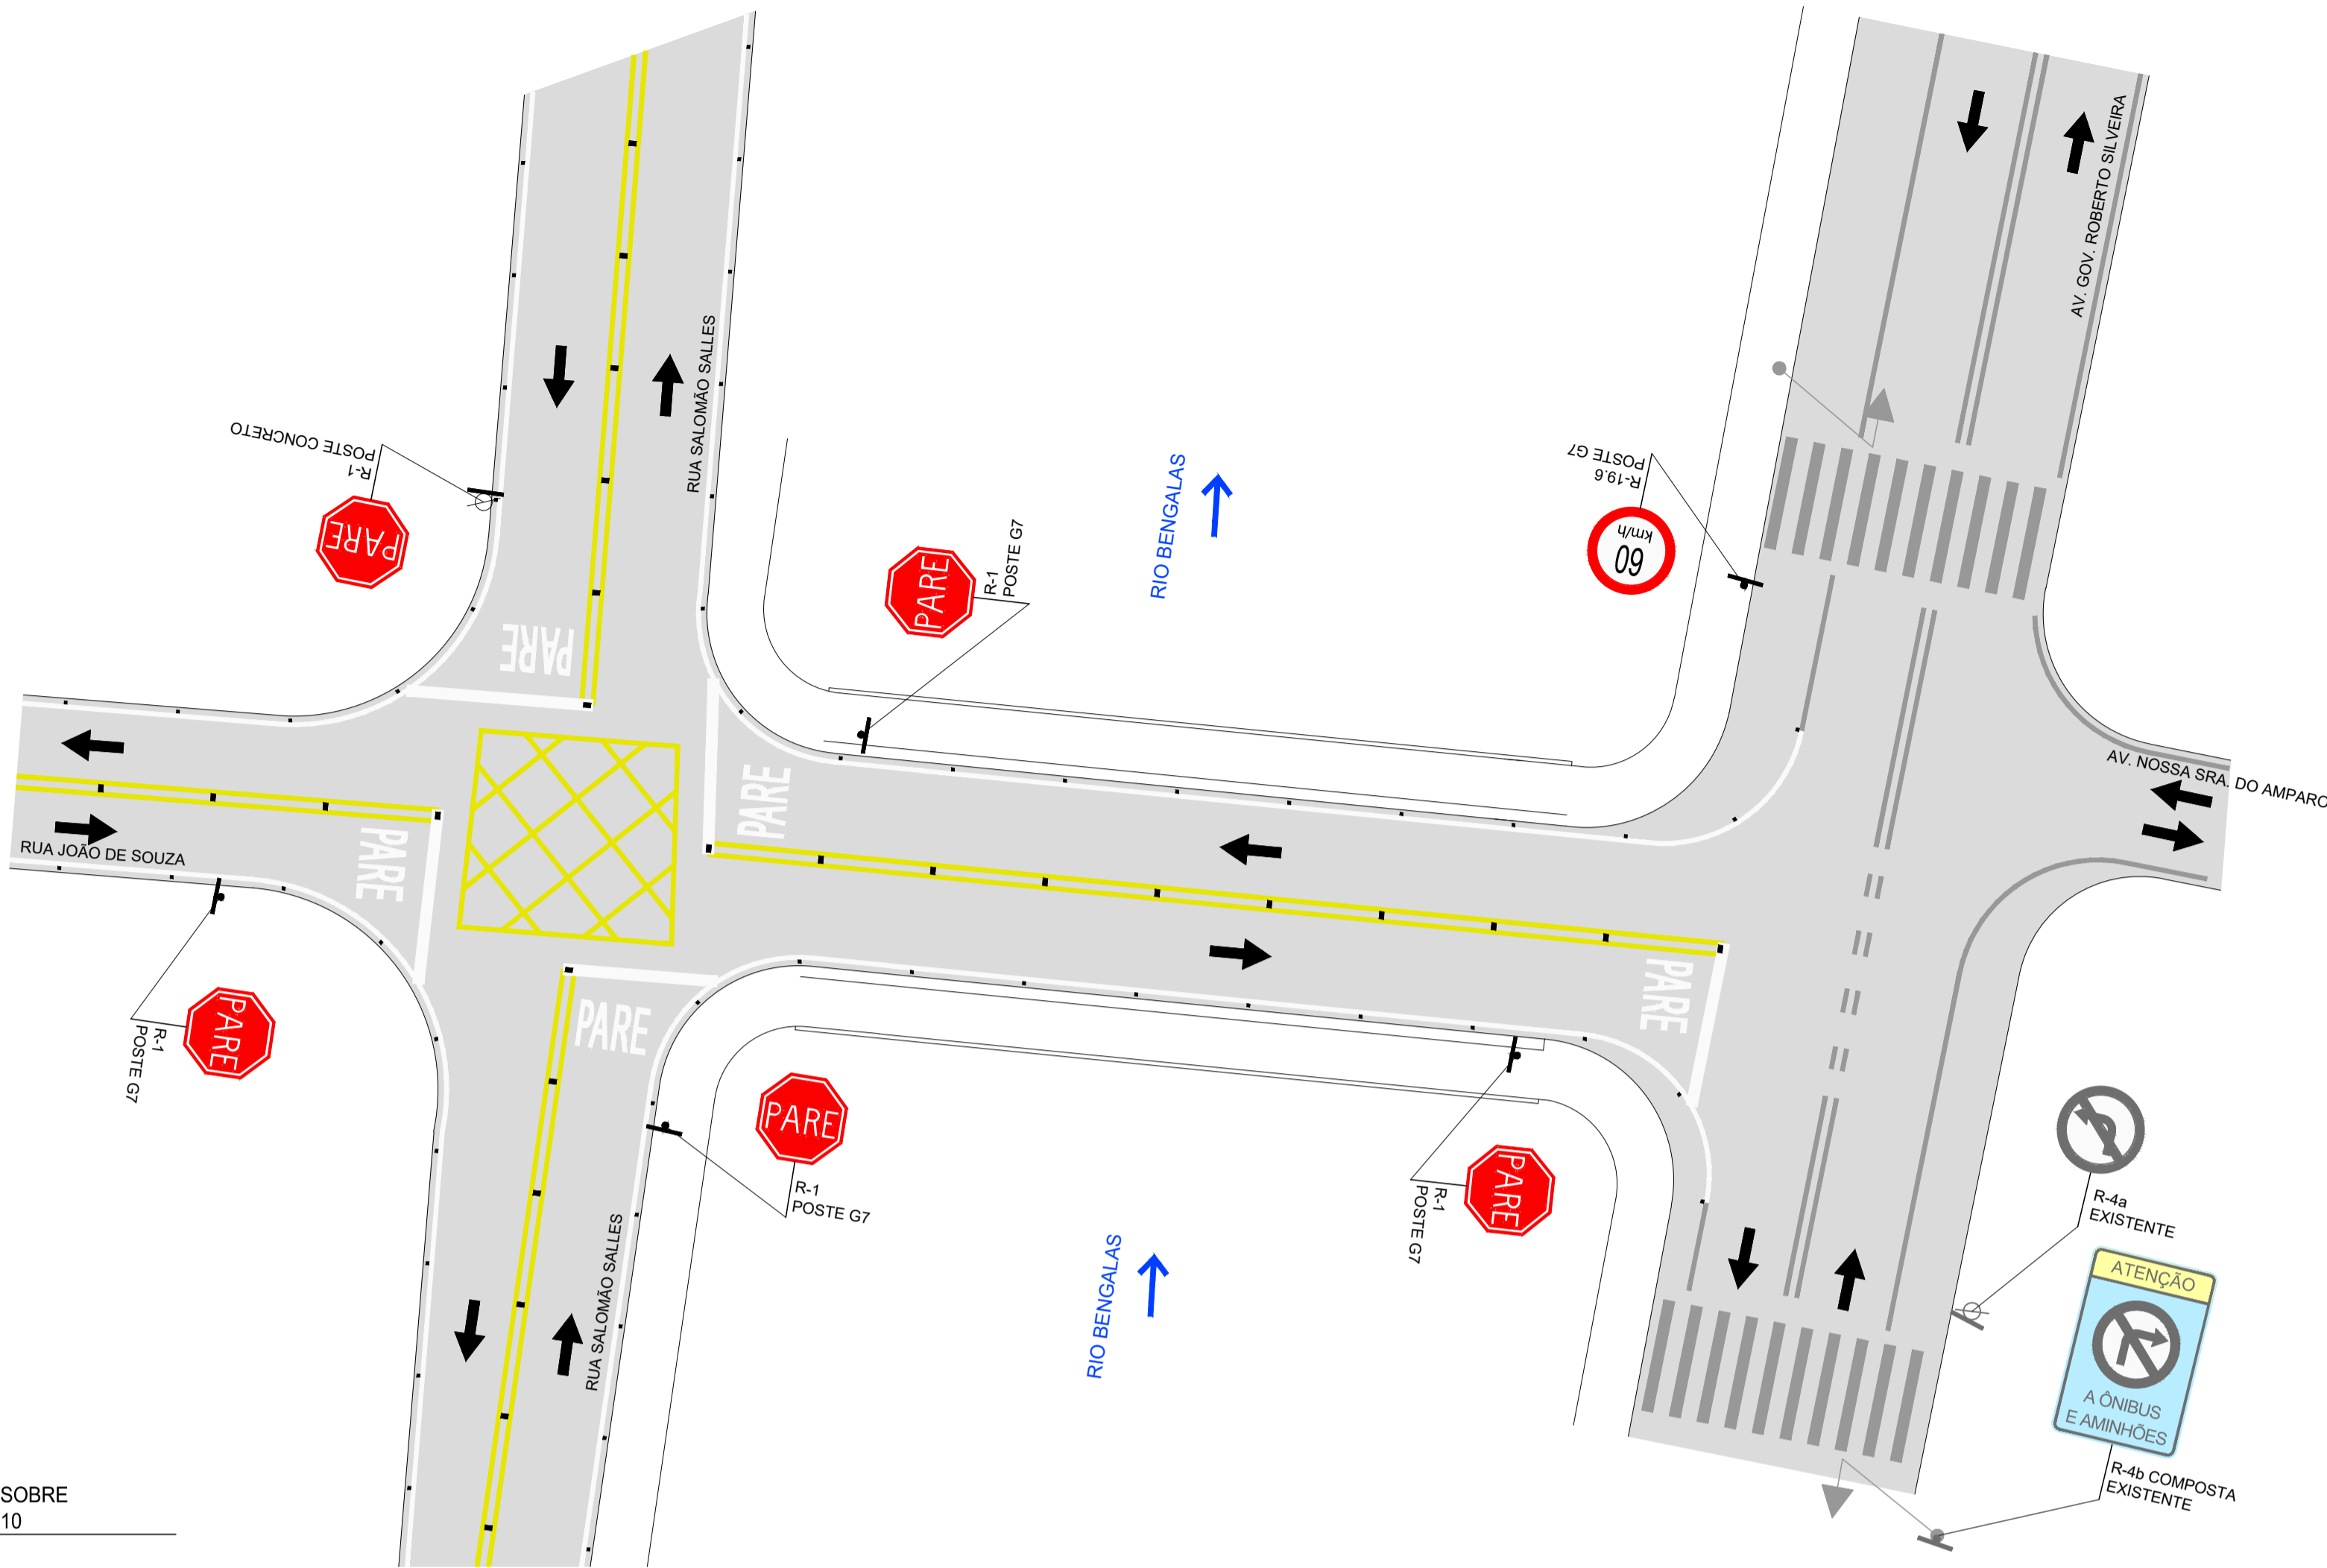 AV. GOV. ROBERTO SILVEIRA
RUA SALOMÃO SALLES
R-1
POSTE CONCRETO
PARE
R-1
POSTE G7
PARE
RIO BENGALAS
R-19.6
POSTE G7
60
km/h
PARE
PARE
AV. NOSSA SRA. DO AMPARO
RUA JOÃO DE SOUZA
PARE
PARE
PARE
PARE
R-1
POSTE G7
PARE
R-1
POSTE G7
PARE
R-1
POSTE G7
RUA SALOMÃO SALLES
RIO BENGALAS
R-4a
EXISTENTE
ATENÇÃO
A ÔNIBUS
E AMINHÕES
R-4b COMPOSTA
EXISTENTE
SOBRE
10